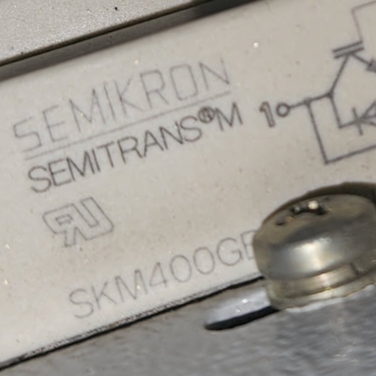 SEMIKRON
SEMITRANS®M
1
SKM400GB